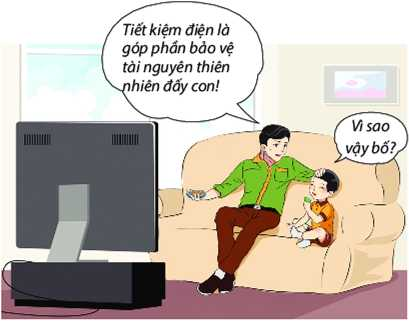 Tiết kiệm điện là
góp phần bảo vệ
tài nguyên thiên
nhiên đấy con!
Vì sao
vậy bố?